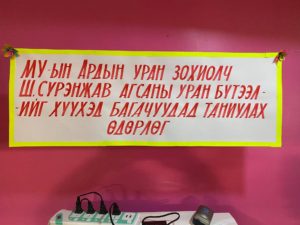 МУ-ын Ардын уран зохиолч
Ш. Сүрэнжав агсаны уран бүтээл -
- ийг хүүхэд багачуудад таниулах
өдөрлөг